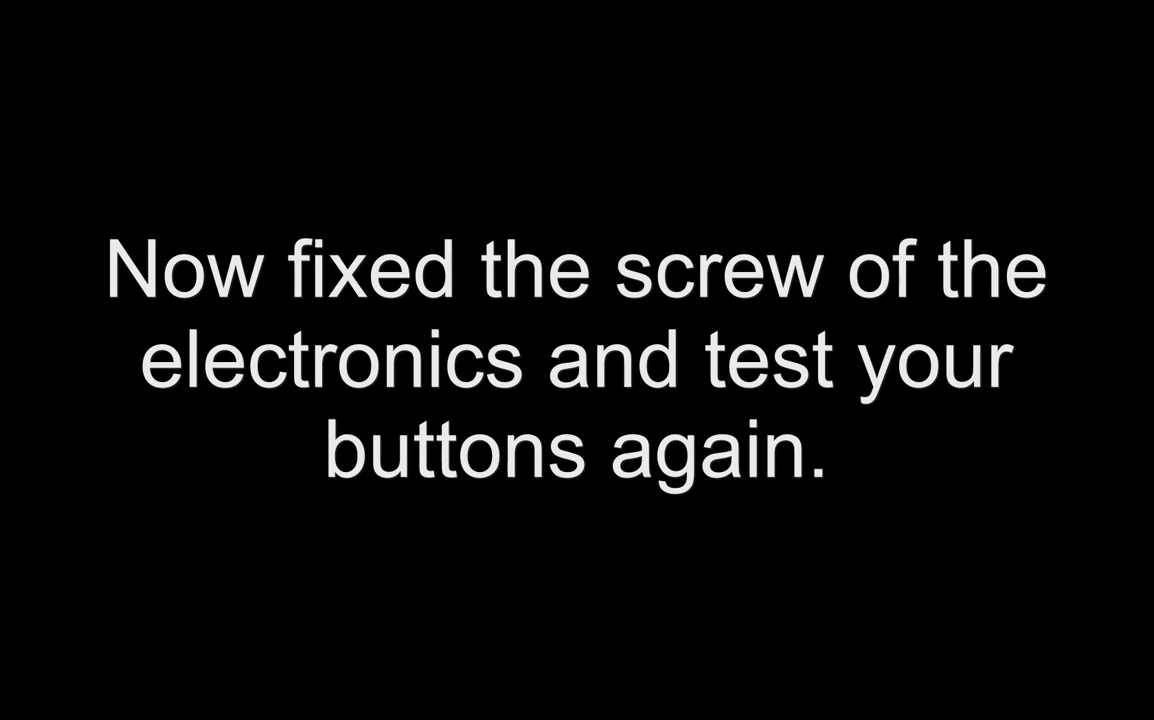 Now fixed the screw of the
electronics and test your
buttons again.